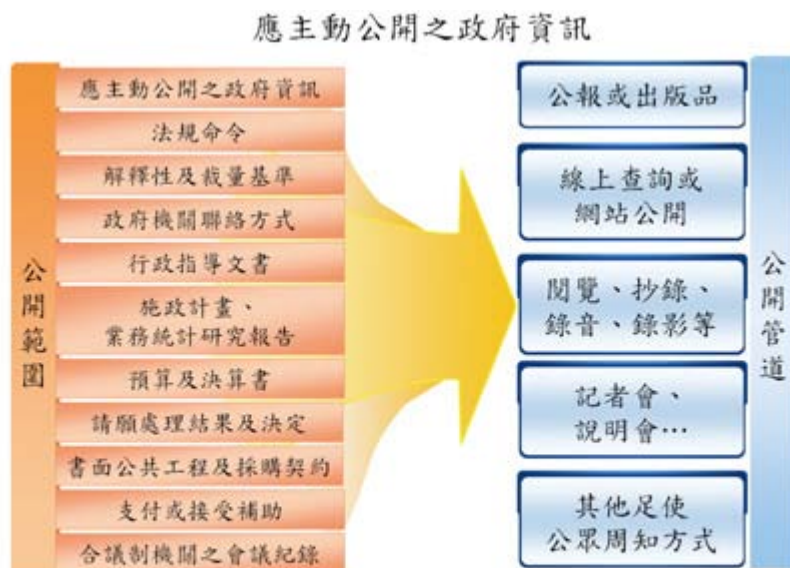 應主動公開之政府資訊
公開範圍
應主動公開之政府資訊
法規命令
解釋性及裁量基準
政府機關聯絡方式
行政指導文書
施政計畫、
業務統計研究報告
預算及決算書
請願處理結果及決定
書面公共工程及採購契約
支付或接受補助
合議制機關之會議紀錄
公報或出版品
線上查詢或
網站公開
閱覽、抄錄、
錄音、錄影等
記者會、
說明會…
其他足使
公眾周知方式
公開管道